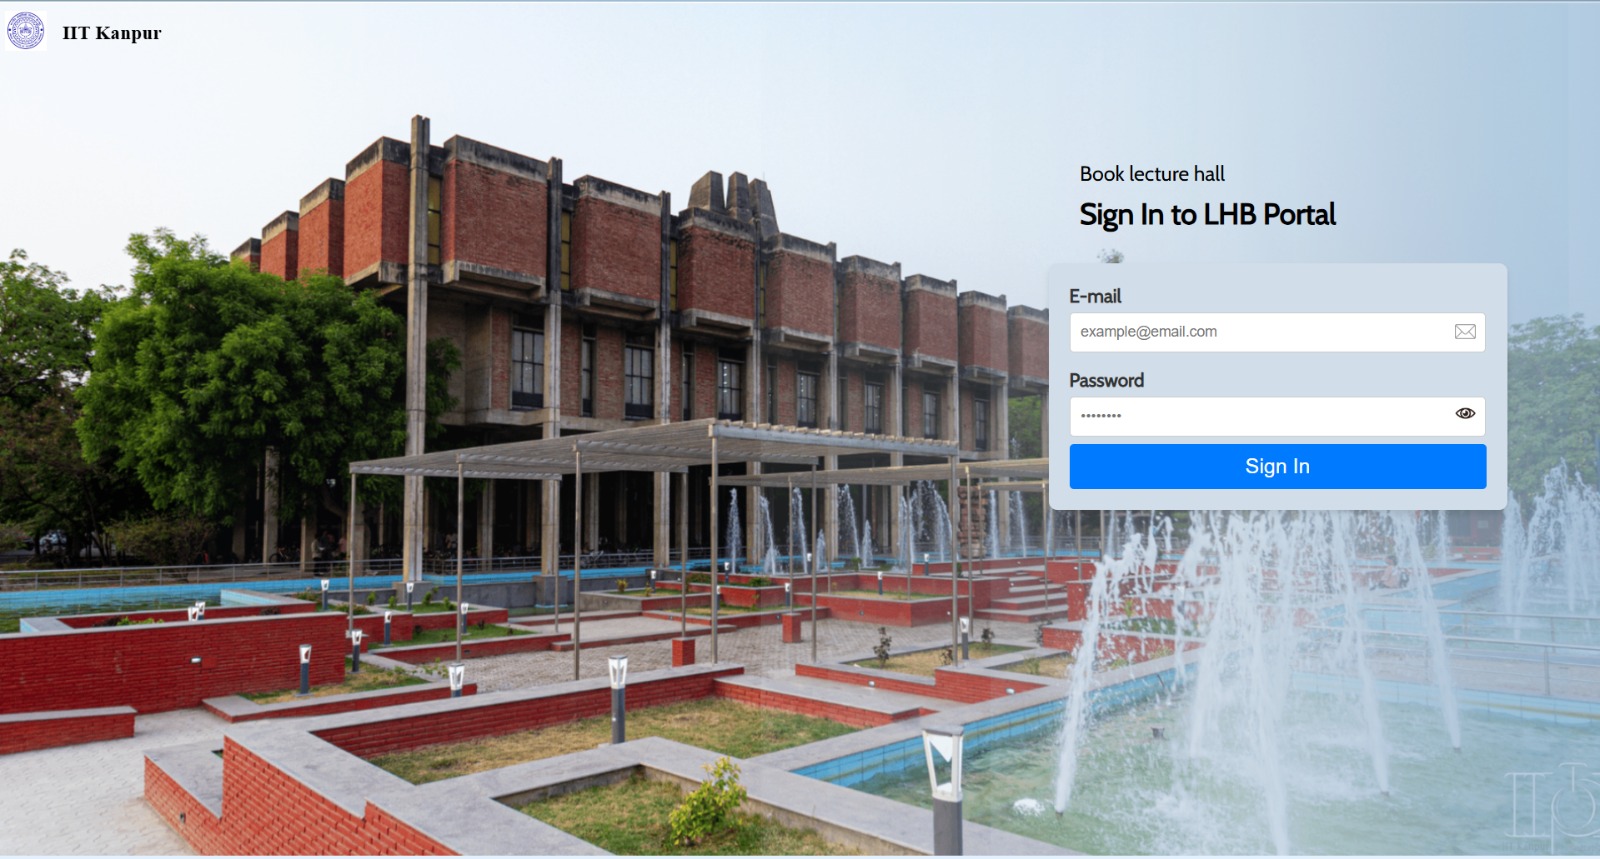 IIT Kanpur
Book lecture hall
Sign In to LHB Portal
E-mail
example@email.com
Password
••••••••
Sign In